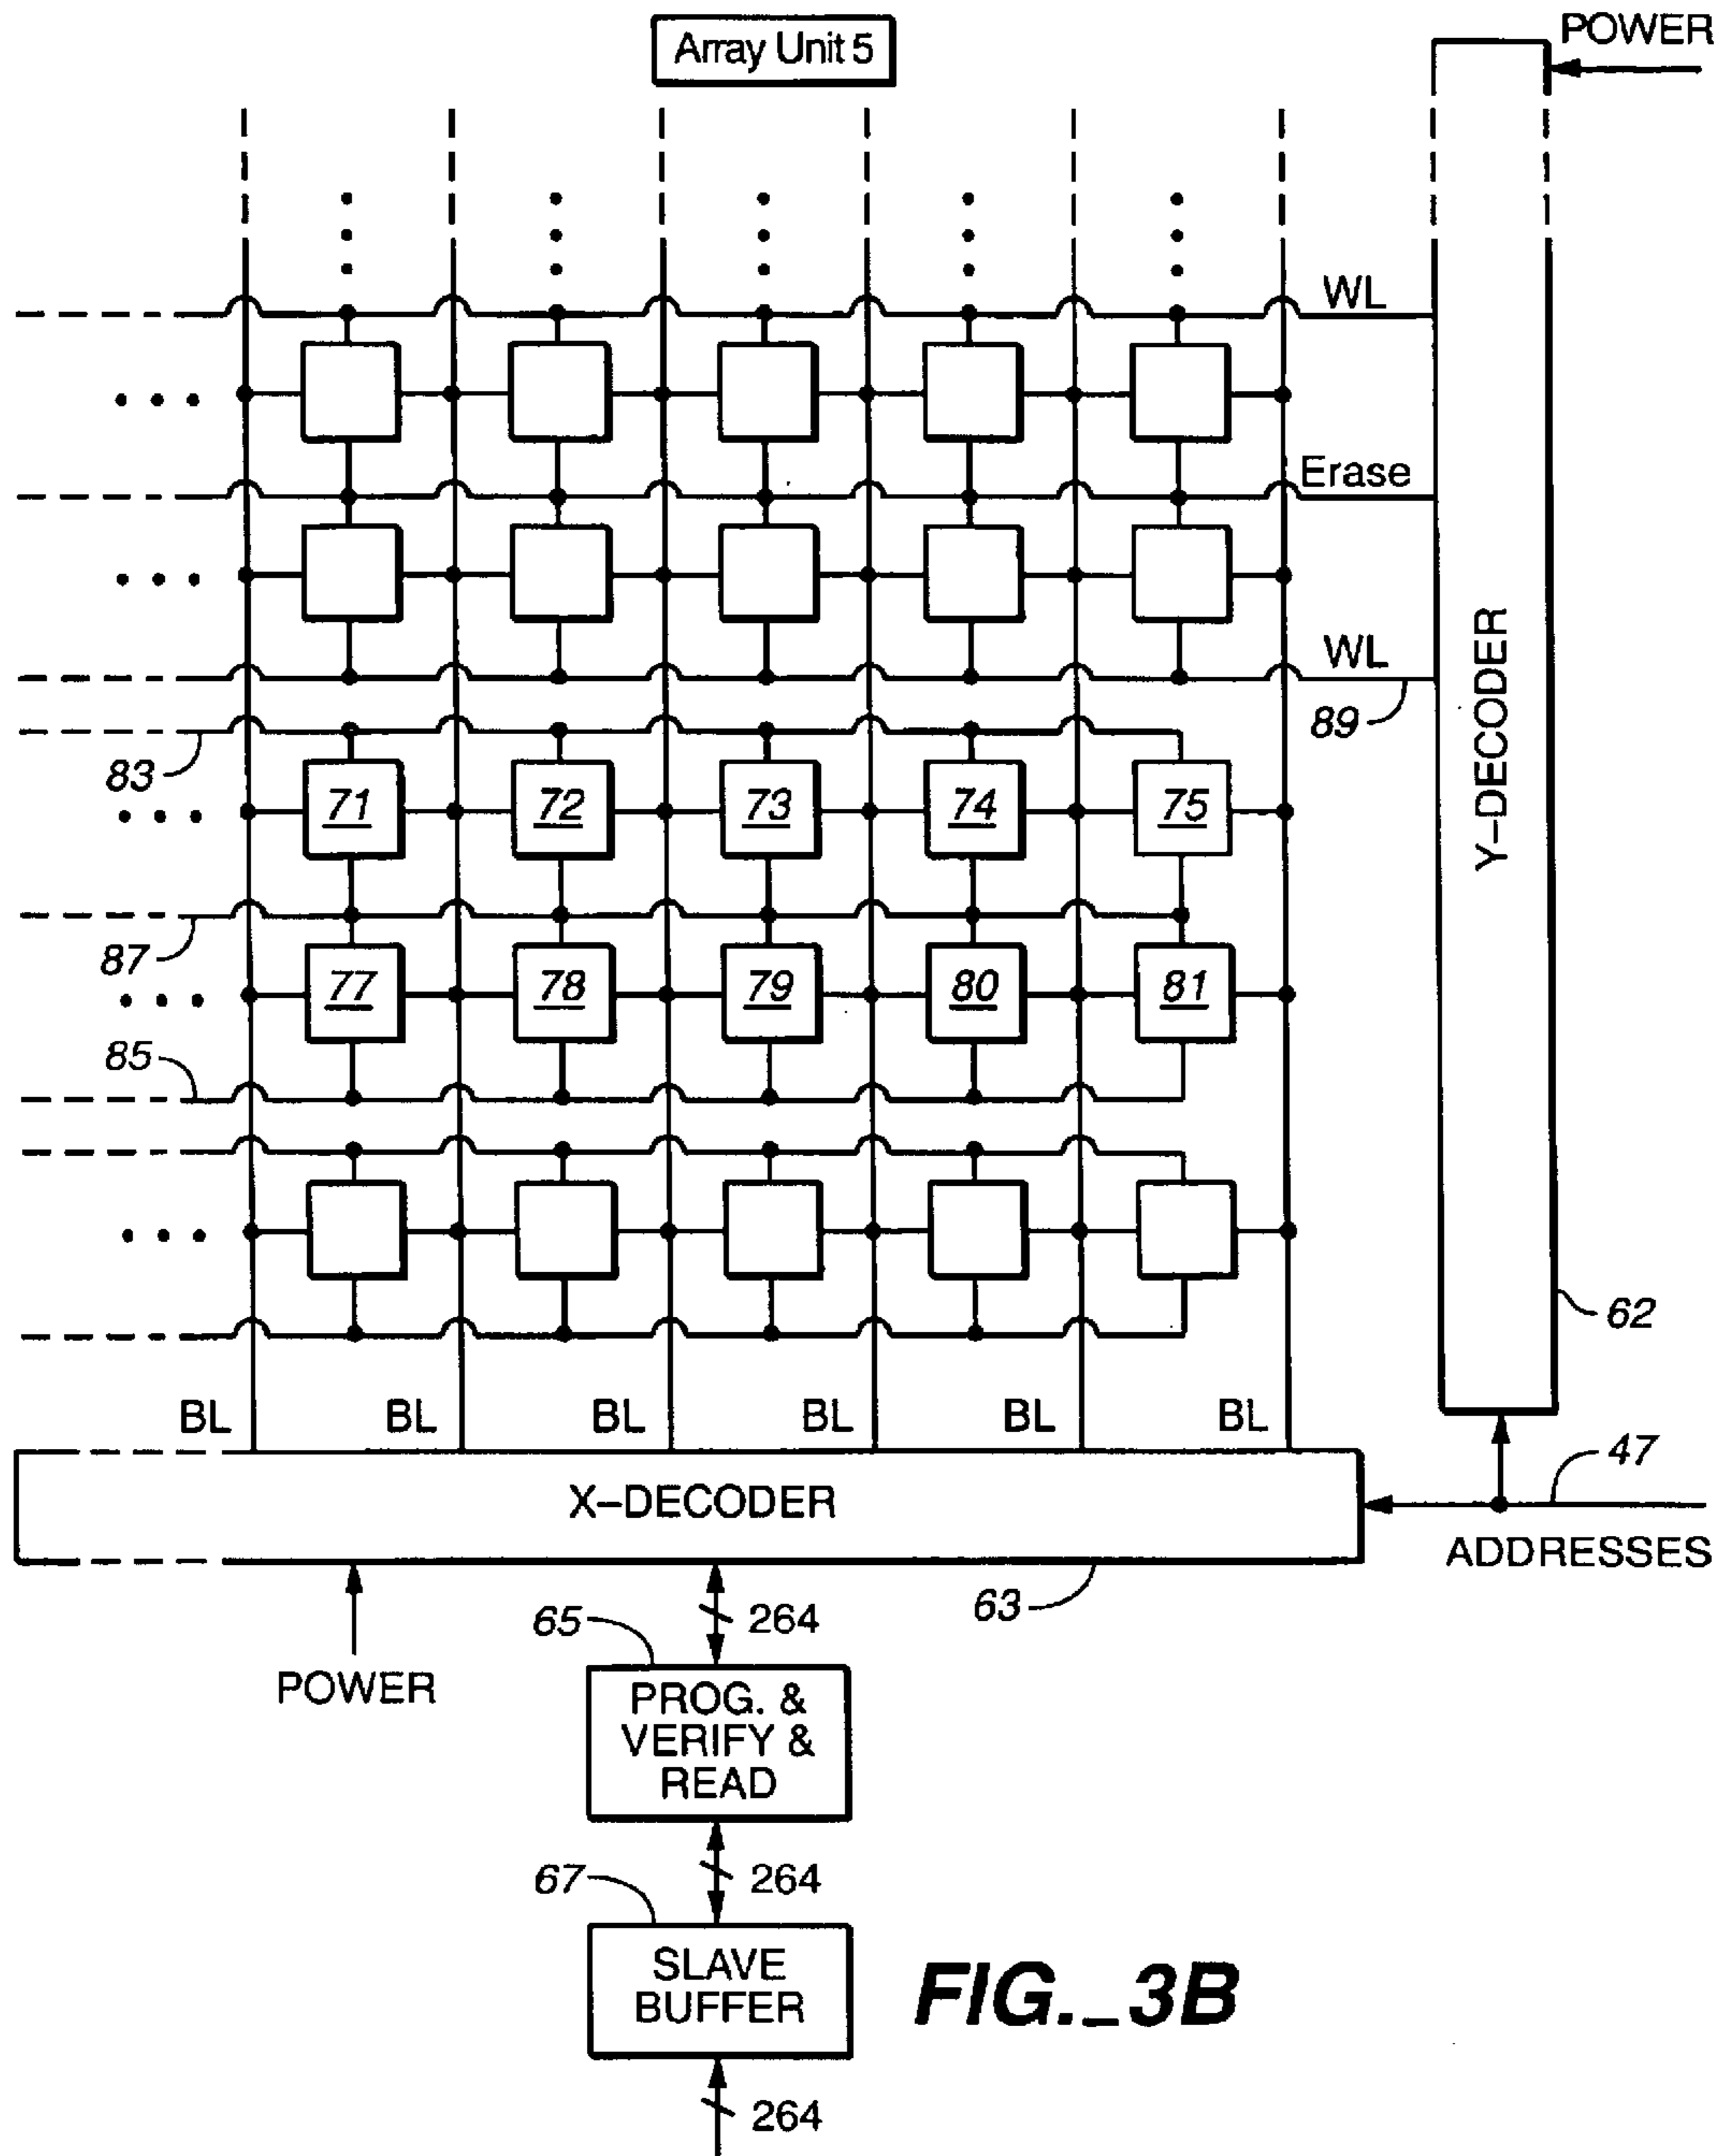 Array Unit 5
POWER
WL
Erase
WL
89
Y-DECODER
83
71 72 73 74 75
87
77 78 79 80 81
85
62
BL BL BL BL BL BL
47
X-DECODER
ADDRESSES
63
264
65
POWER
PROG. &
VERIFY &
READ
264
67
SLAVE
BUFFER
FIG._3B
264